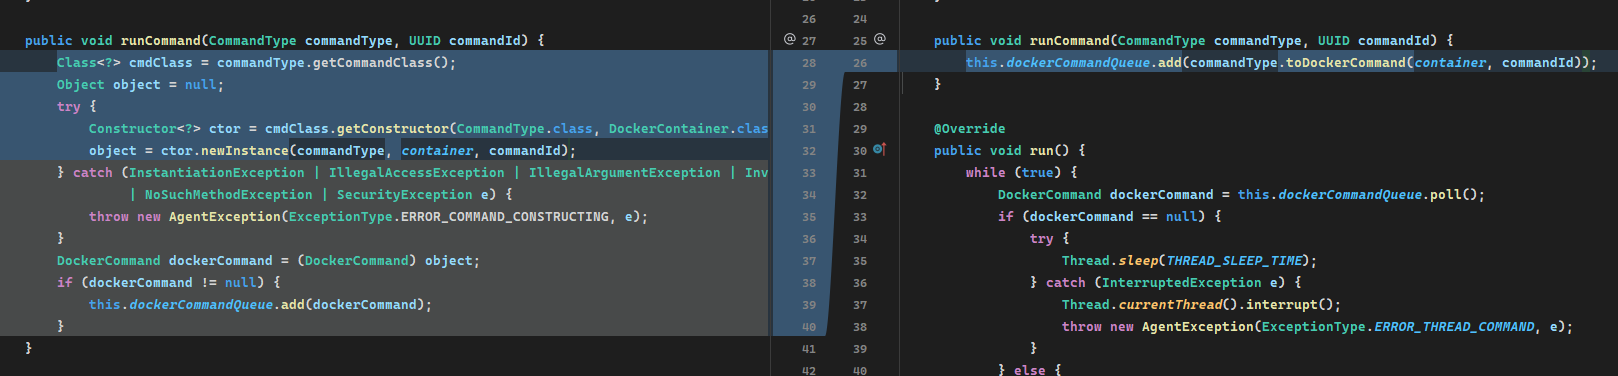 26
public void runCommand(CommandType commandType, UUID commandId) {
@ 27
Class<?> cmdClass = commandType.getCommandClass();
28
Object object = null;
29
try {
30
Constructor<?> ctor = cmdClass.getConstructor(CommandType.class, DockerContainer.clas
31
object = ctor.newInstance(commandType, container, commandId);
32
} catch (InstantiationException | IllegalAccessException | IllegalArgumentException | Inv
33
| NoSuchMethodException | SecurityException e) {
34
throw new AgentException(ExceptionType.ERROR_COMMAND_CONSTRUCTING, e);
35
}
36
DockerCommand dockerCommand = (DockerCommand) object;
37
if (dockerCommand != null) {
38
this.dockerCommandQueue.add(dockerCommand);
39
}
40
}
41
42
24
25 @
public void runCommand(CommandType commandType, UUID commandId) {
26
this.dockerCommandQueue.add(commandType.toDockerCommand(container, commandId));
27
}
28
29
@Override
30
public void run() {
31
while (true) {
32
DockerCommand dockerCommand = this.dockerCommandQueue.poll();
33
if (dockerCommand == null) {
34
try {
35
Thread.sleep(THREAD_SLEEP_TIME);
36
} catch (InterruptedException e) {
37
Thread.currentThread().interrupt();
38
throw new AgentException(ExceptionType.ERROR_THREAD_COMMAND, e);
39
}
40
} else {